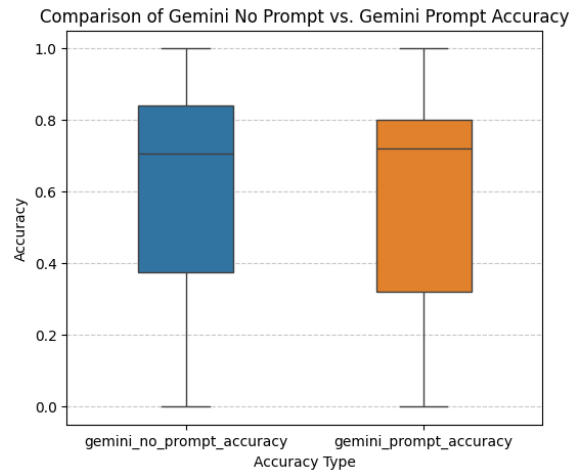 Comparison of Gemini No Prompt vs. Gemini Prompt Accuracy
1.0
0.8
0.6
0.4
0.2
0.0
Accuracy
gemini_no_prompt_accuracy
gemini_prompt_accuracy
Accuracy Type